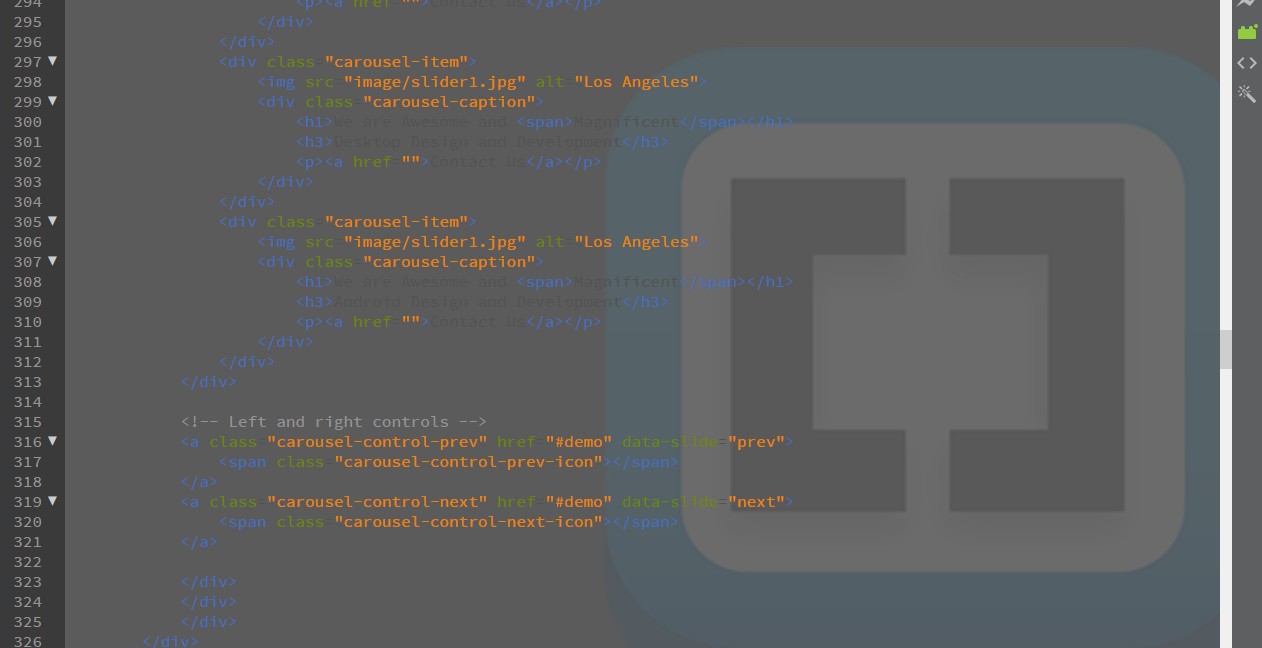 294 <p><a href="">Contact Us</a></p>
295 </div>
296 </div>
297 <div class="carousel-item">
298 <img src="image/slider1.jpg" alt="Los Angeles">
299 <div class="carousel-caption">
300 <h1>We are Awesome and <span>Magnificent</span></h1>
301 <h3>Desktop Design and Development</h3>
302 <p><a href="">Contact Us</a></p>
303 </div>
304 </div>
305 <div class="carousel-item">
306 <img src="image/slider1.jpg" alt="Los Angeles">
307 <div class="carousel-caption">
308 <h1>We are Awesome and <span>Magnificent</span></h1>
309 <h3>Android Design and Development</h3>
310 <p><a href="">Contact Us</a></p>
311 </div>
312 </div>
313 </div>
314
315 <!-- Left and right controls -->
316 <a class="carousel-control-prev" href="#demo" data-slide="prev">
317 <span class="carousel-control-prev-icon"></span>
318 </a>
319 <a class="carousel-control-next" href="#demo" data-slide="next">
320 <span class="carousel-control-next-icon"></span>
321 </a>
322
323 </div>
324 </div>
325 </div>
326 </div>